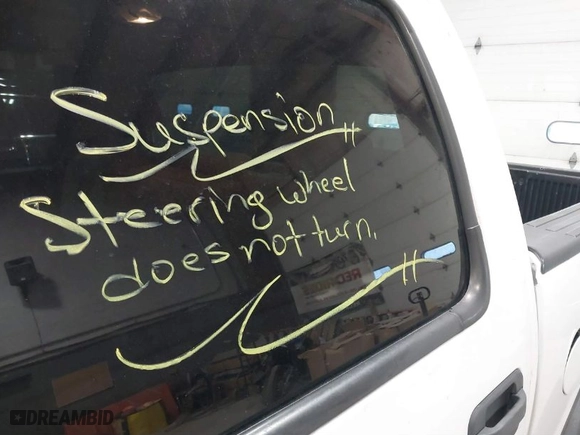 Suspension
Steering wheel
does not turn.
DREAMBID